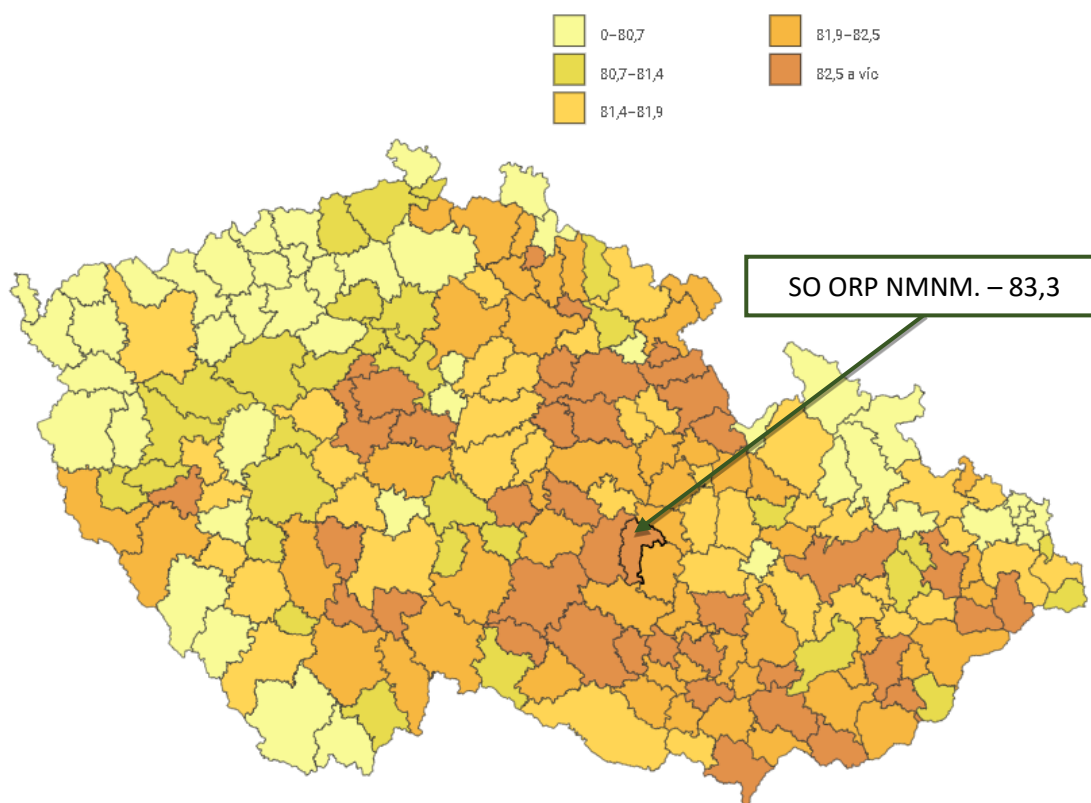 0–80,7
80,7–81,4
81,4–81,9
81,9–82,5
82,5 a víc
SO ORP NMNM. – 83,3